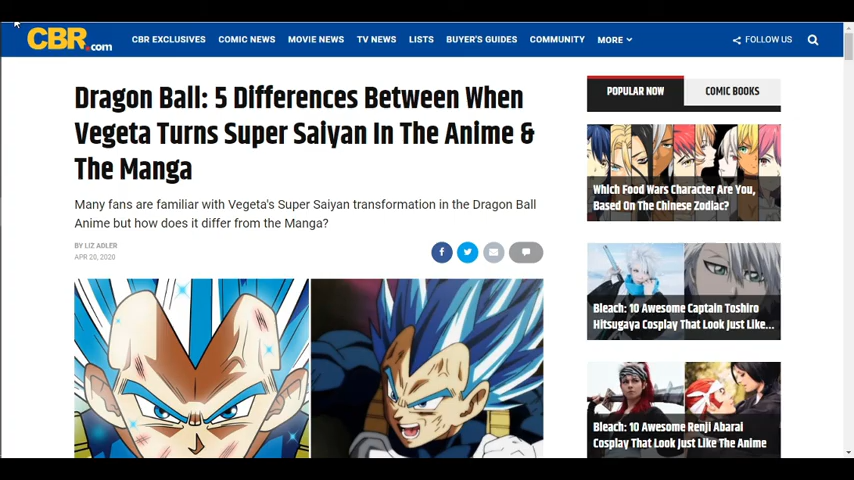 CBR.com
CBR EXCLUSIVES COMIC NEWS MOVIE NEWS TV NEWS LISTS BUYER'S GUIDES COMMUNITY MORE FOLLOW US
Dragon Ball: 5 Differences Between When
Vegeta Turns Super Saiyan In The Anime &
The Manga
Many fans are familiar with Vegeta's Super Saiyan transformation in the Dragon Ball
Anime but how does it differ from the Manga?
BY LIZ ADLER
APR 20, 2020
POPULAR NOW COMIC BOOKS
Which Food Wars Character Are You,
Based On The Chinese Zodiac?
Bleach: 10 Awesome Captain Toshiro
Hitsugaya Cosplay That Look Just Like...
Bleach: 10 Awesome Renji Abarai
Cosplay That Look Just Like The Anime